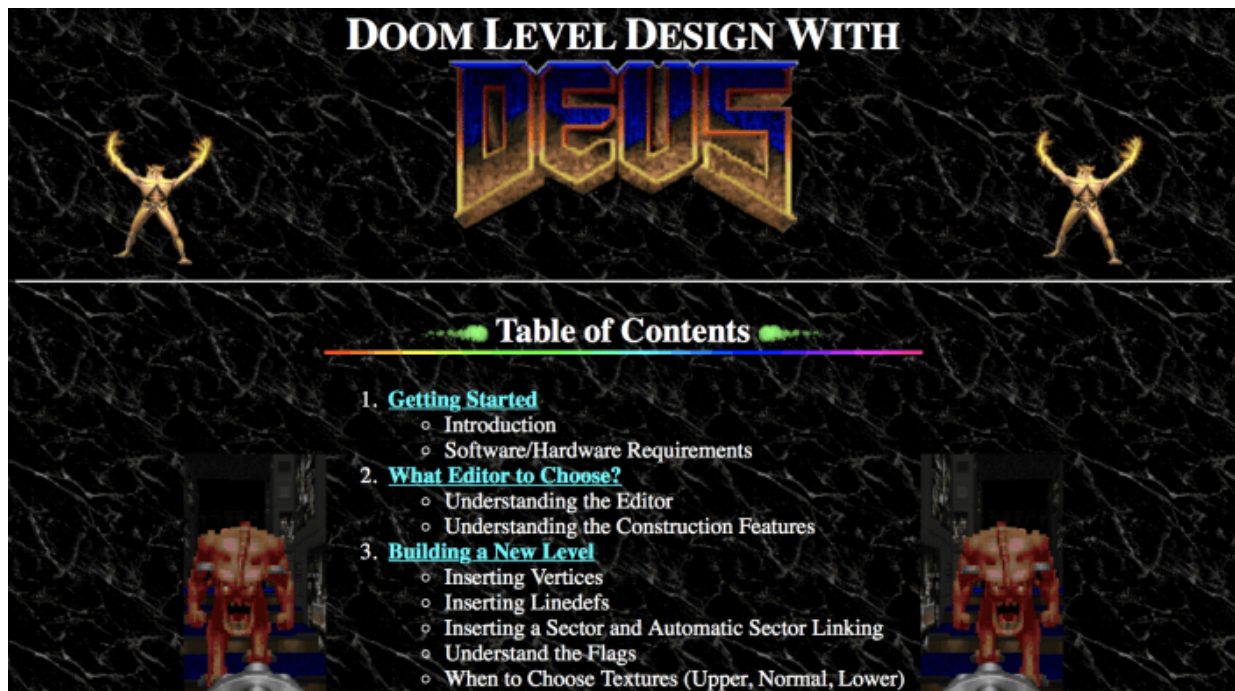 DOOM LEVEL DESIGN WITH
DEUS
Table of Contents
1. Getting Started
Introduction
Software/Hardware Requirements
2. What Editor to Choose?
Understanding the Editor
Understanding the Construction Features
3. Building a New Level
Inserting Vertices
Inserting Linedefs
Inserting a Sector and Automatic Sector Linking
Understand the Flags
When to Choose Textures (Upper, Normal, Lower)